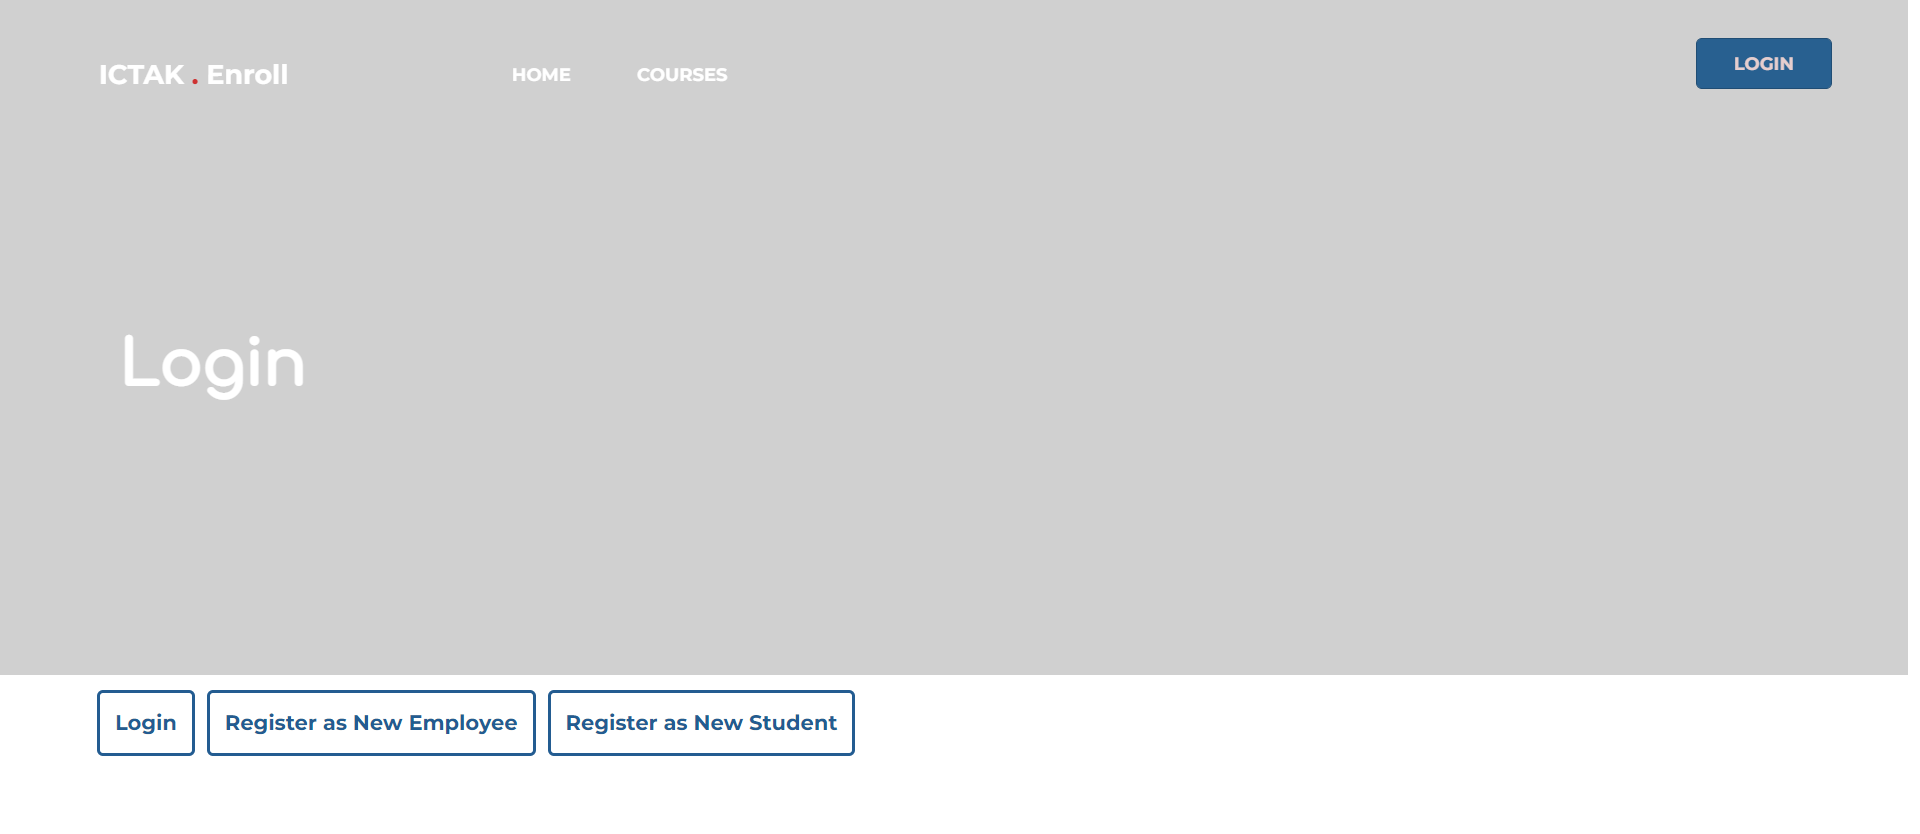 ICTAK . Enroll
HOME
COURSES
LOGIN
Login
Login
Register as New Employee
Register as New Student